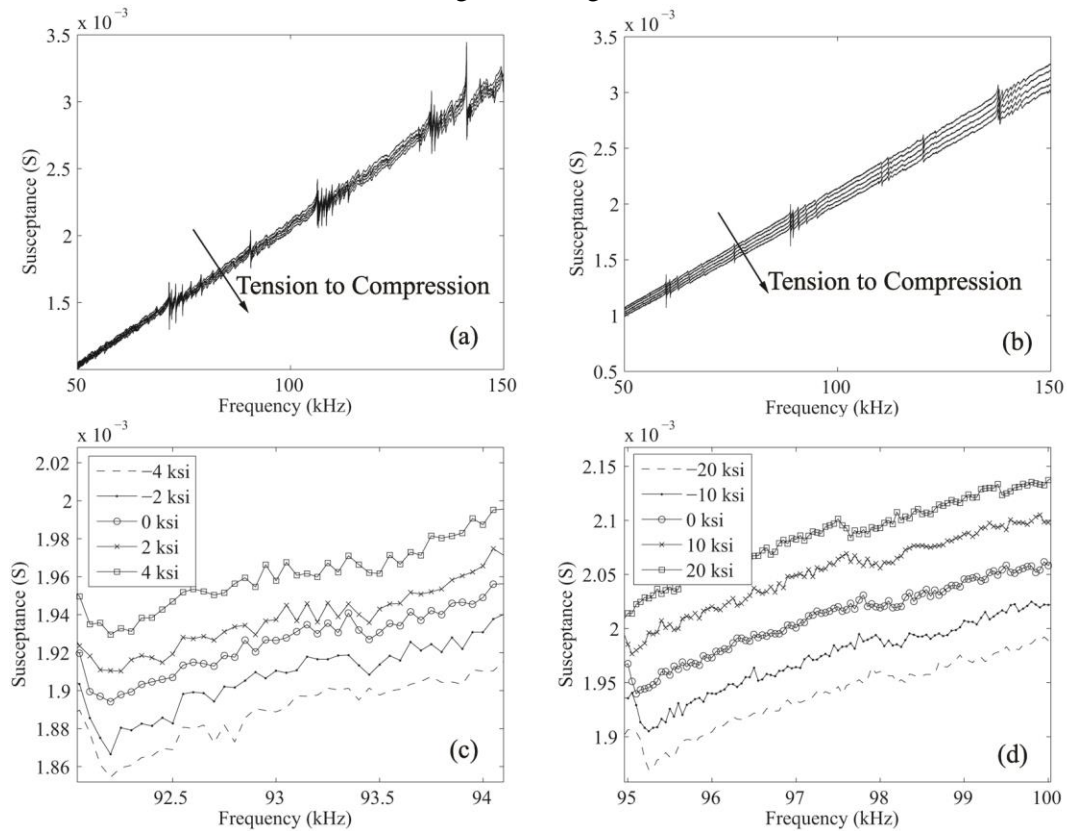 x 10⁻³
3.5
3
2.5
2
1.5
Susceptance (S)
50
100
150
Frequency (kHz)
Tension to Compression
(a)
x 10⁻³
3.5
3
2.5
2
1.5
1
0.5
Susceptance (S)
50
100
150
Frequency (kHz)
Tension to Compression
(b)
x 10⁻³
2.02
2
1.98
1.96
1.94
1.92
1.9
1.88
1.86
Susceptance (S)
−4 ksi
−2 ksi
0 ksi
2 ksi
4 ksi
92.5
93
93.5
94
Frequency (kHz)
(c)
x 10⁻³
2.15
2.1
2.05
2
1.95
1.9
Susceptance (S)
−20 ksi
−10 ksi
0 ksi
10 ksi
20 ksi
95
96
97
98
99
100
Frequency (kHz)
(d)